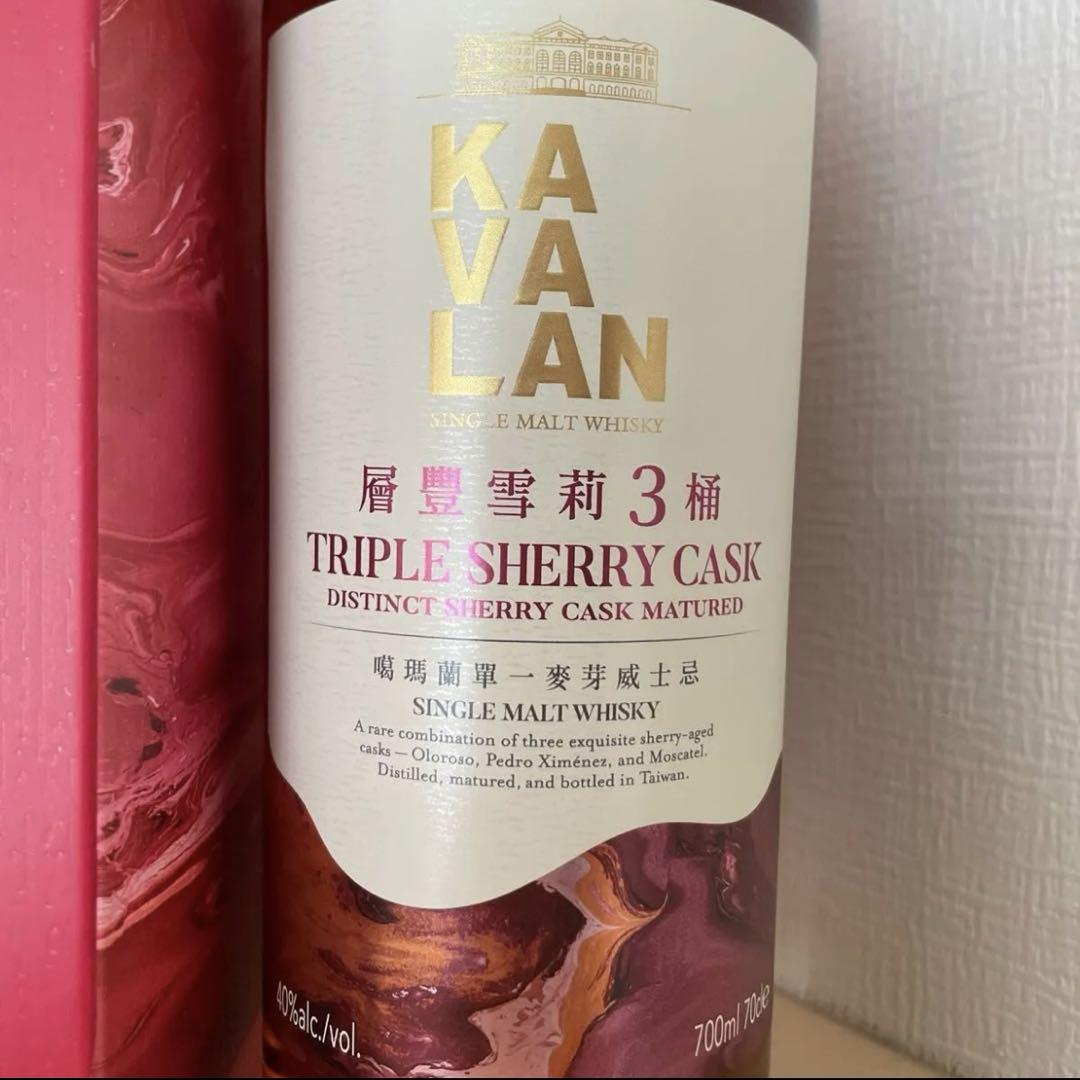 KA
VA
LAN
SINGLE MALT WHISKY
層豐雪莉3桶
TRIPLE SHERRY CASK
DISTINCT SHERRY CASK MATURED
噶瑪蘭單一麥芽威士忌
SINGLE MALT WHISKY
A rare combination of three exquisite sherry-aged
casks — Oloroso, Pedro Ximénez, and Moscatel.
Distilled, matured, and bottled in Taiwan.
40%alc./vol.
700ml 70cle